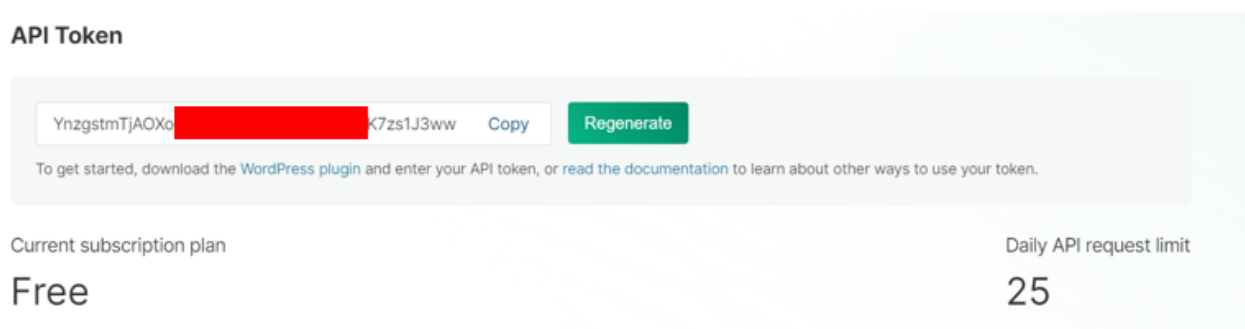 API Token
YnzgstmTjAOXo K7zs1J3ww Copy Regenerate
To get started, download the WordPress plugin and enter your API token, or read the documentation to learn about other ways to use your token.
Current subscription plan Daily API request limit
Free 25